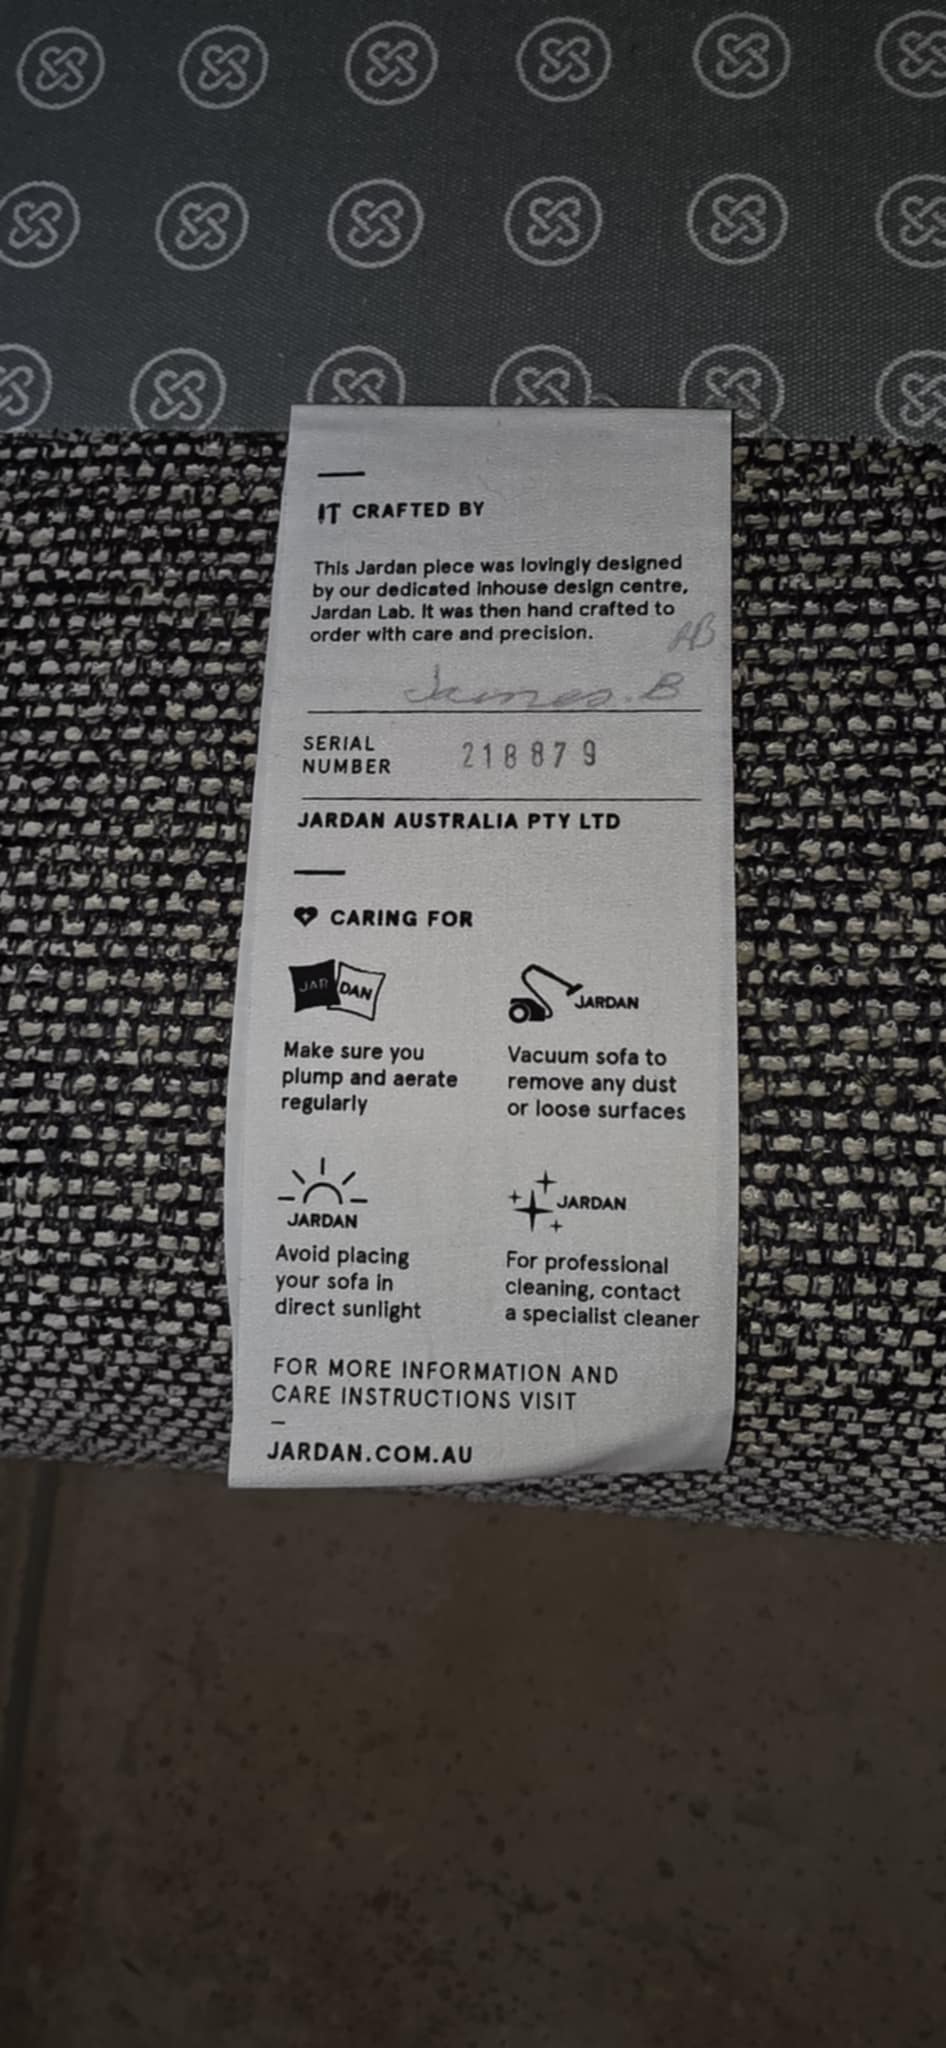 CRAFTED BY
This Jardan piece was lovingly designed
by our dedicated inhouse design centre,
Jardan Lab. It was then hand crafted to
order with care and precision.
AB
James.B
SERIAL
NUMBER
218879
JARDAN AUSTRALIA PTY LTD
CARING FOR
JAR DAN
Make sure you
plump and aerate
regularly
JARDAN
Vacuum sofa to
remove any dust
or loose surfaces
JARDAN
Avoid placing
your sofa in
direct sunlight
JARDAN
For professional
cleaning, contact
a specialist cleaner
FOR MORE INFORMATION AND
CARE INSTRUCTIONS VISIT
–
JARDAN.COM.AU